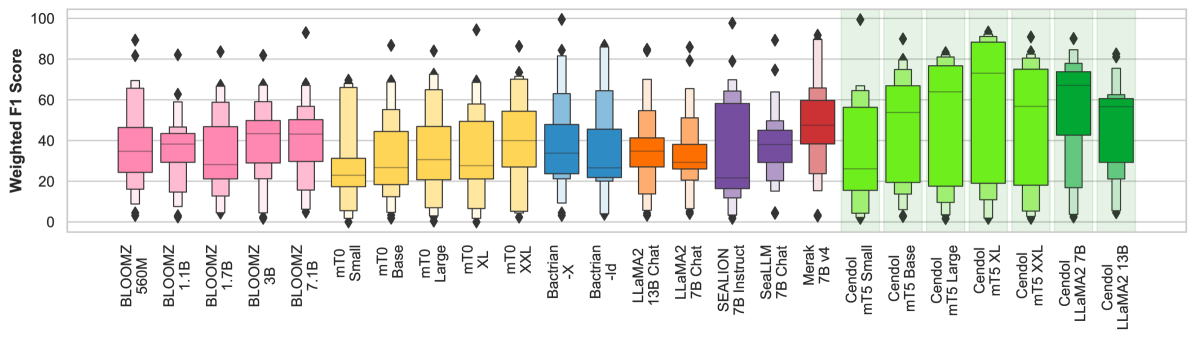 Weighted F1 Score
100
80
60
40
20
0
BLOOMZ
560M
BLOOMZ
1.1B
BLOOMZ
1.7B
BLOOMZ
3B
BLOOMZ
7.1B
mT0
Small
mT0
Base
mT0
Large
mT0
XL
mT0
XXL
Bactrian
-X
Bactrian
-Id
LLaMA2
13B Chat
LLaMA2
7B Chat
SEALION
7B Instruct
SeaLLM
7B Chat
Merak
7B v4
Cendol
mT5 Small
Cendol
mT5 Base
Cendol
mT5 Large
Cendol
mT5 XL
Cendol
mT5 XXL
Cendol
LLaMA2 7B
Cendol
LLaMA2 13B